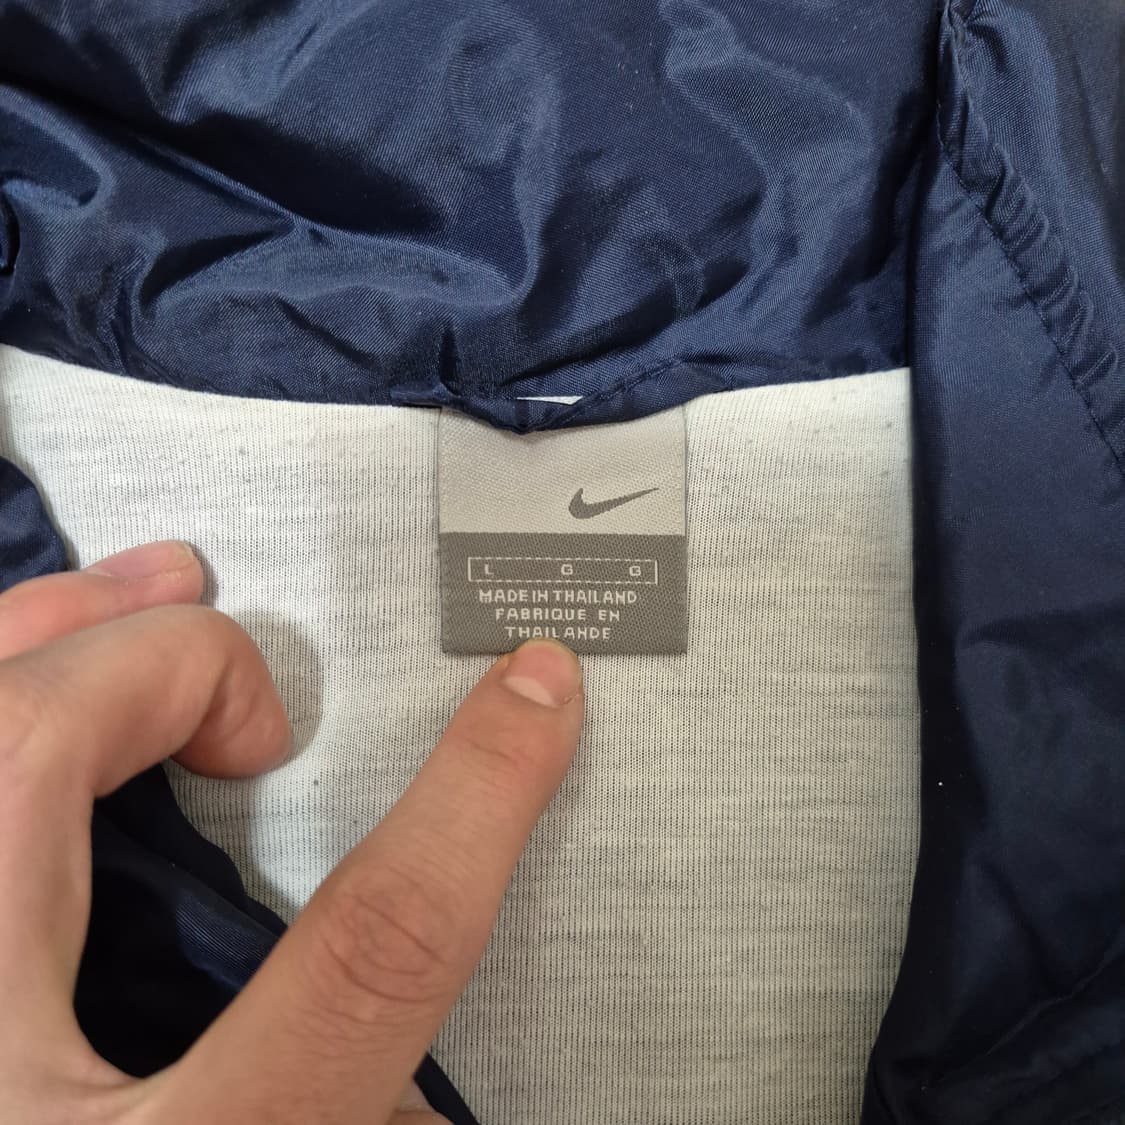 L G G
MADE IN THAILAND
FABRIQUE EN
THAILANDE